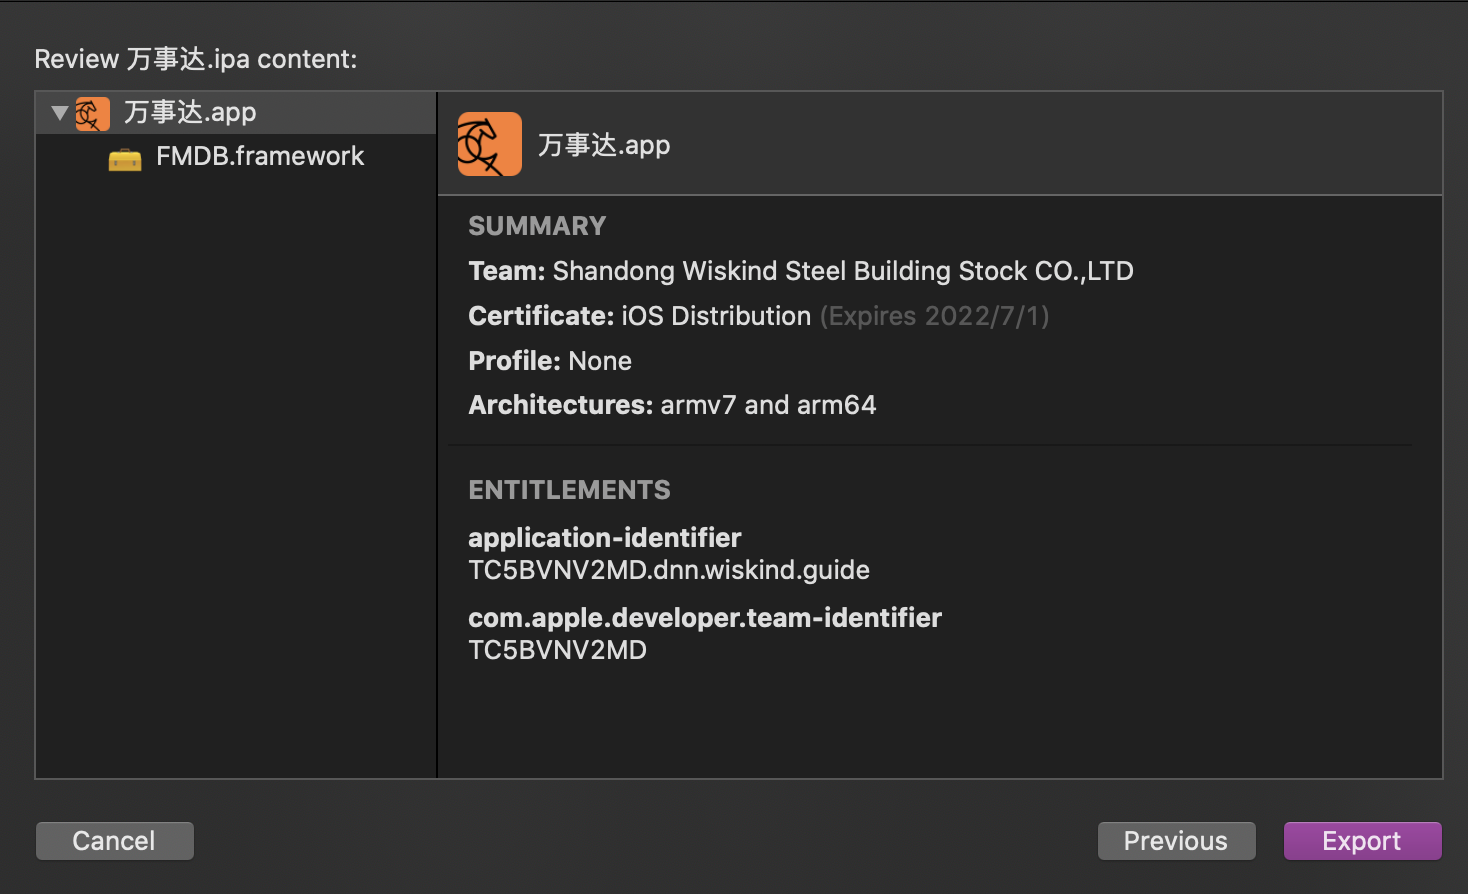 Review 万事达.ipa content:
万事达.app
FMDB.framework
万事达.app
SUMMARY
Team: Shandong Wiskind Steel Building Stock CO.,LTD
Certificate: iOS Distribution (Expires 2022/7/1)
Profile: None
Architectures: armv7 and arm64
ENTITLEMENTS
application-identifier
TC5BVNV2MD.dnn.wiskind.guide
com.apple.developer.team-identifier
TC5BVNV2MD
Cancel
Previous
Export